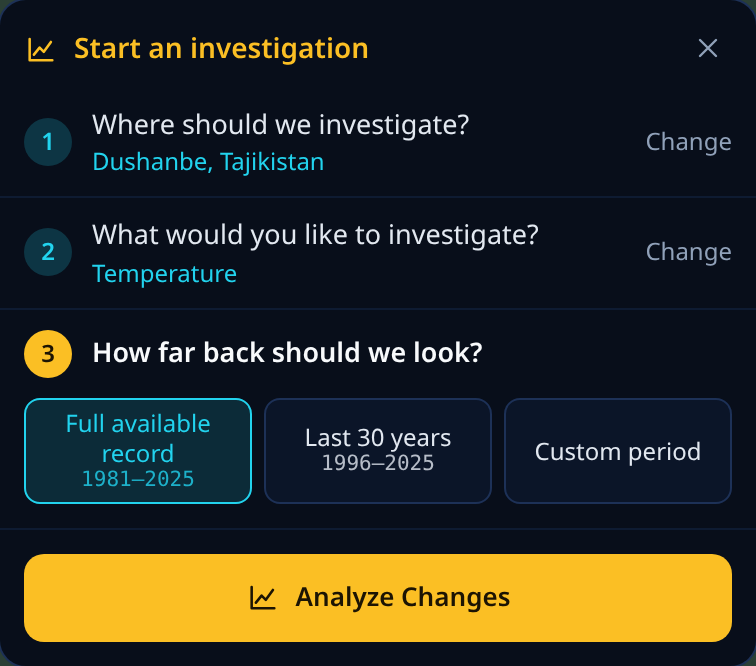 Start an investigation
1
Where should we investigate?
Change
Dushanbe, Tajikistan
2
What would you like to investigate?
Change
Temperature
3
How far back should we look?
Full available
record
1981–2025
Last 30 years
1996–2025
Custom period
Analyze Changes